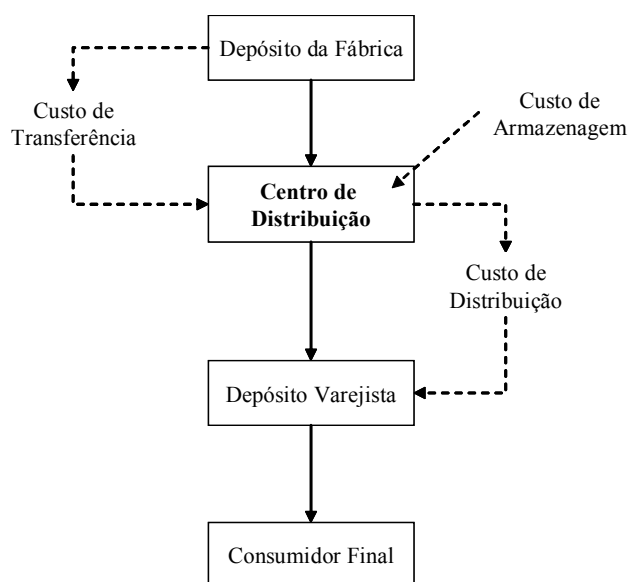 Depósito da Fábrica
Custo de
Transferência
Custo de
Armazenagem
Centro de
Distribuição
Custo de
Distribuição
Depósito Varejista
Consumidor Final